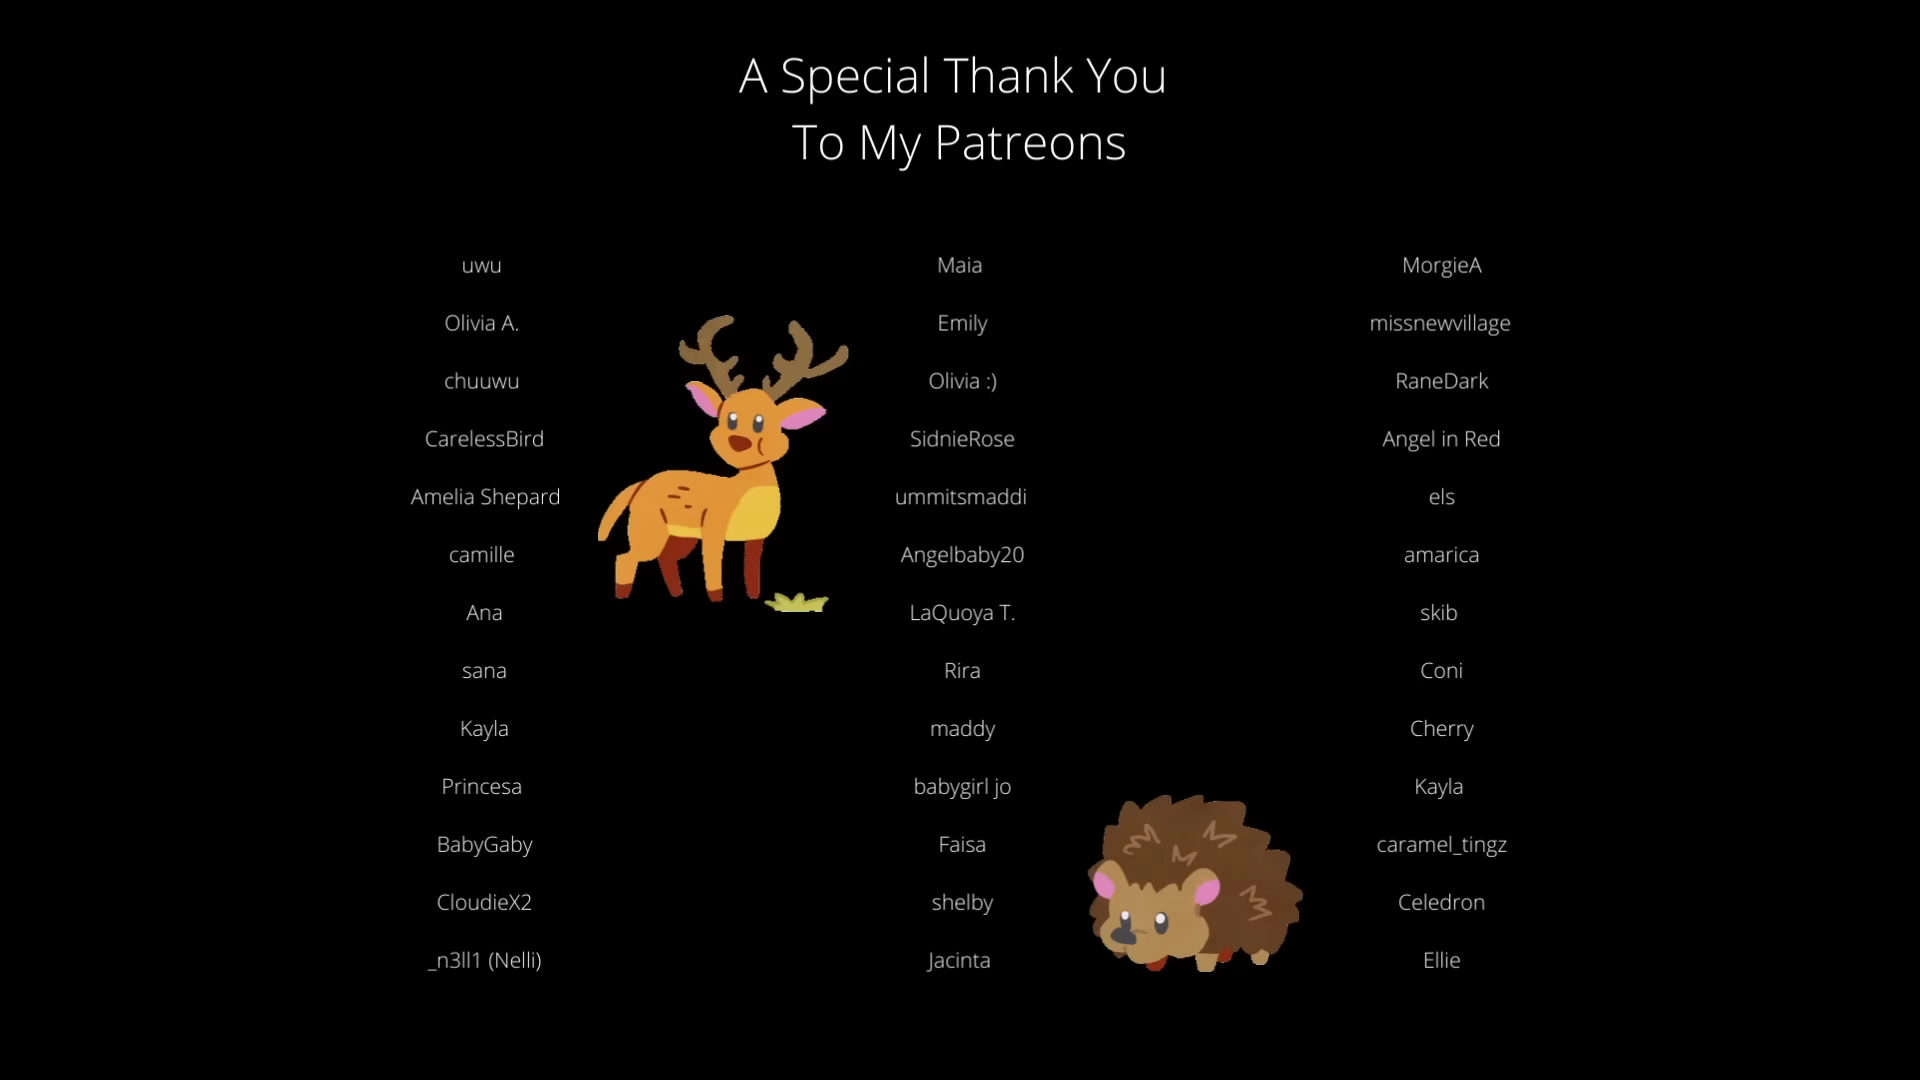 A Special Thank You
To My Patreons
uwu
Olivia A.
chuuwu
CarelessBird
Amelia Shepard
camille
Ana
sana
Kayla
Princesa
BabyGaby
CloudieX2
_n3ll1 (Nelli)
Maia
Emily
Olivia :)
SidnieRose
ummitsmaddi
Angelbaby20
LaQuoya T.
Rira
maddy
babygirl jo
Faisa
shelby
Jacinta
MorgieA
missnewvillage
RaneDark
Angel in Red
els
amarica
skib
Coni
Cherry
Kayla
caramel_tingz
Celedron
Ellie